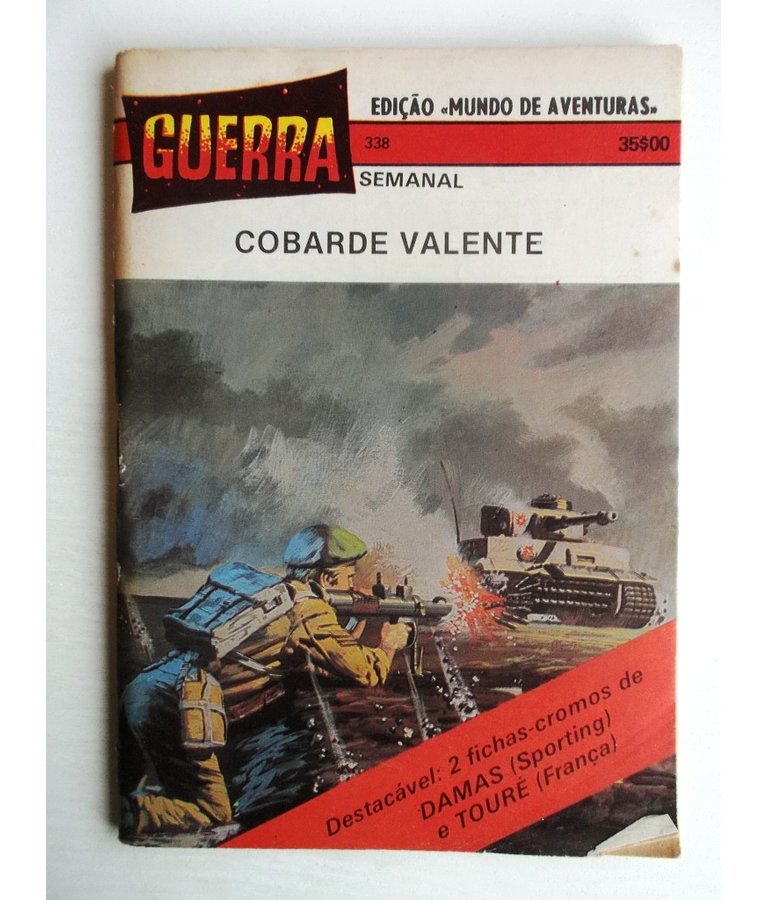 EDIÇÃO «MUNDO DE AVENTURAS»
GUERRA
338
35$00
SEMANAL
COBARDE VALENTE
Destacável: 2 fichas-cromos de
DAMAS (Sporting)
e TOURÉ (França)